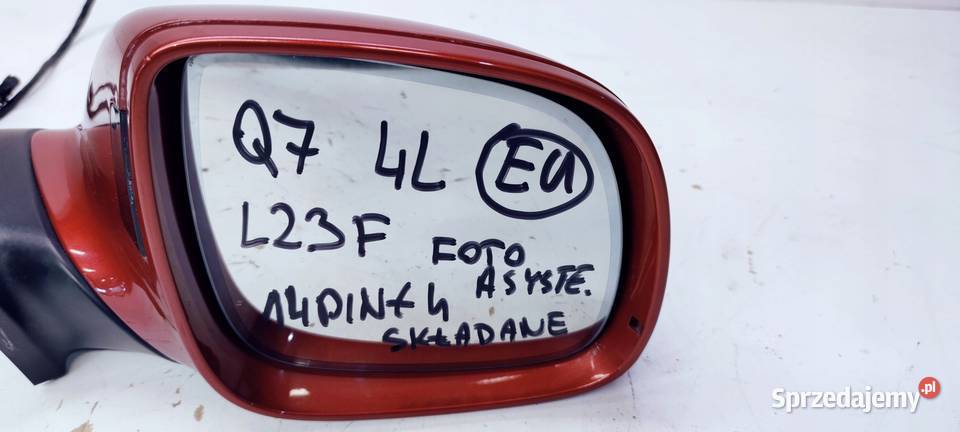 Q7 4L EU
L23F
FOTO
ASYSTE.
14PIN+4
SKŁADANE
Sprzedajemy.pl